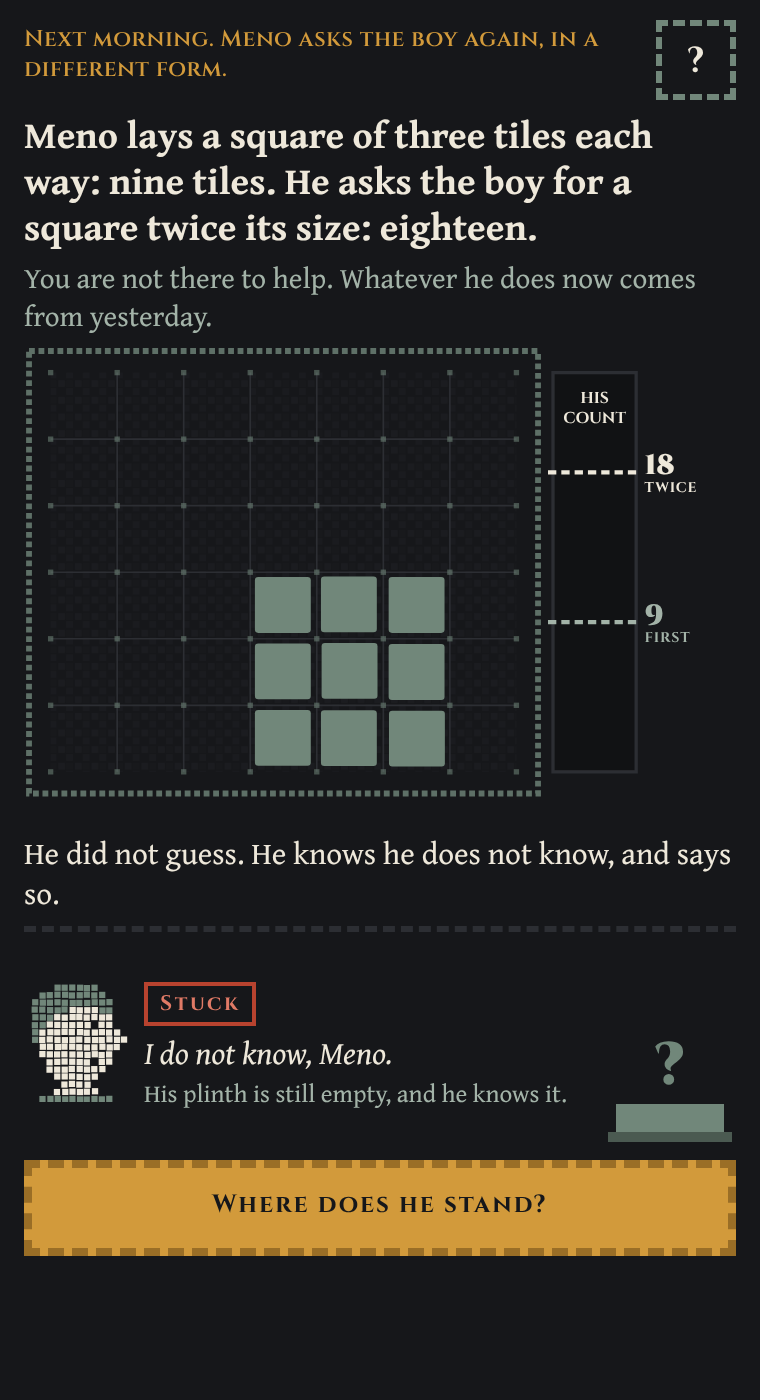 Next morning. Meno asks the boy again, in a
different form.
?
Meno lays a square of three tiles each
way: nine tiles. He asks the boy for a
square twice its size: eighteen.
You are not there to help. Whatever he does now comes
from yesterday.
HIS
COUNT
18
TWICE
9
FIRST
He did not guess. He knows he does not know, and says
so.
Stuck
I do not know, Meno.
His plinth is still empty, and he knows it.
?
Where does he stand?